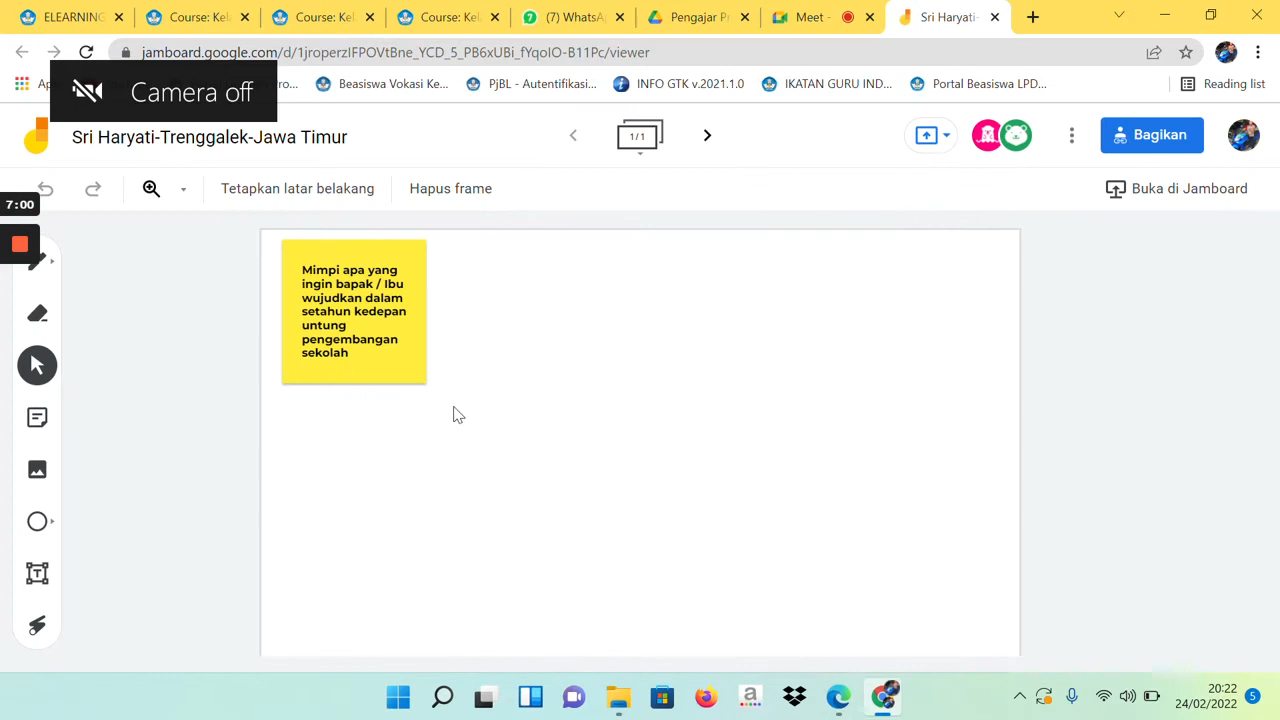 ELEARNING
Course: Kel
Course: Kel
Course: Kel
(7) WhatsA
Pengajar P
Meet -
Sri Haryati-
jamboard.google.com/d/1jroperzIFPOVtBne_YCD_5_PB6xUBi_fYqoIO-B11Pc/viewer
Beasiswa Vokasi Ke...
PjBL - Autentifikasi...
INFO GTK v.2021.1.0
IKATAN GURU IND...
Portal Beasiswa LPD...
Reading list
Camera off
Sri Haryati-Trenggalek-Jawa Timur
1/1
Bagikan
Tetapkan latar belakang
Hapus frame
Buka di Jamboard
7:00
Mimpi apa yang
ingin bapak / Ibu
wujudkan dalam
setahun kedepan
untung
pengembangan
sekolah
20:22
24/02/2022
5